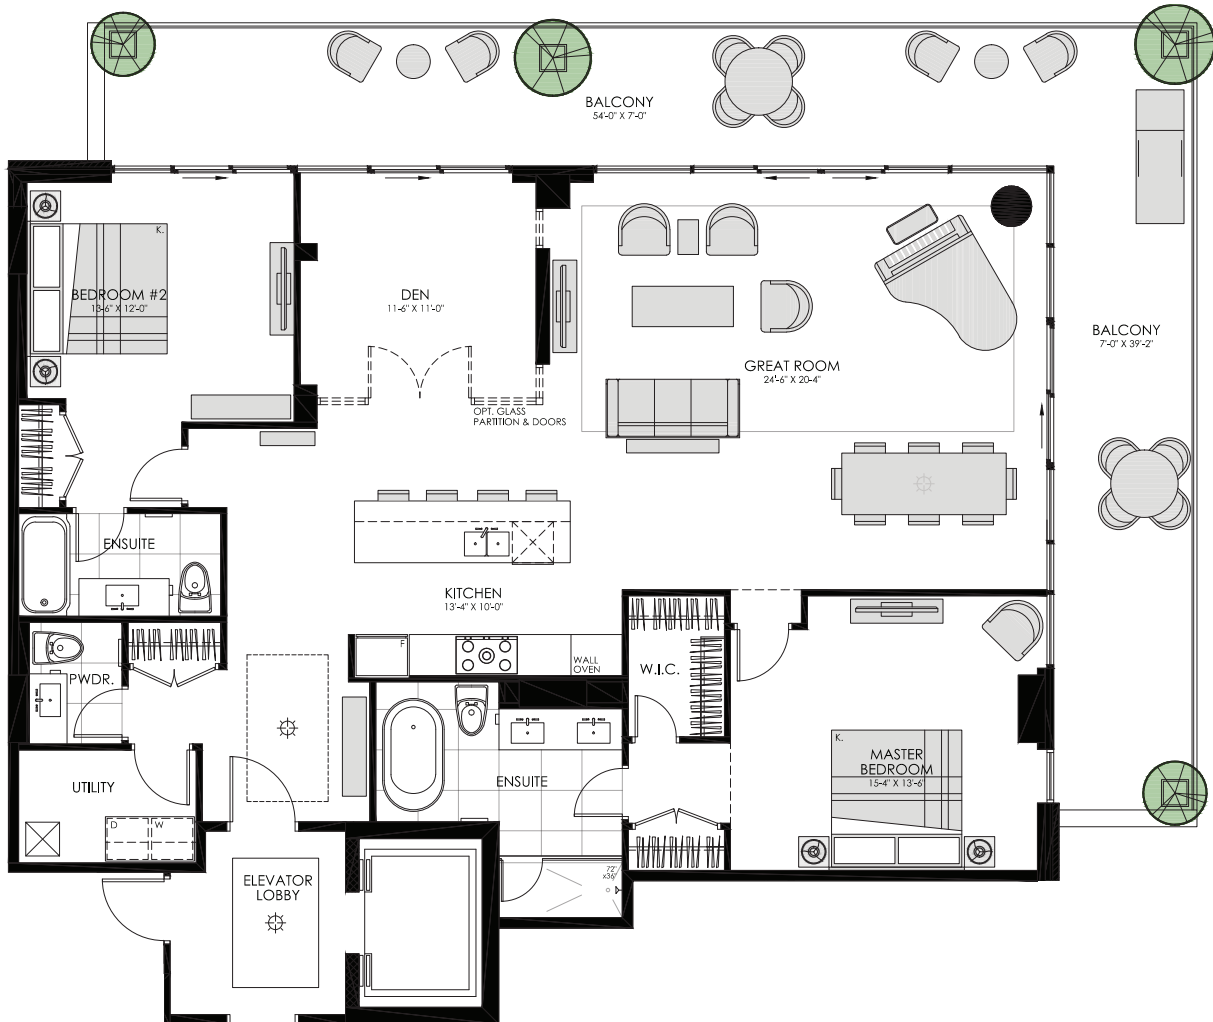 BALCONY
54'-0" X 7'-0"
K.
BEDROOM #2
13'-6" X 12'-0"
DEN
11'-6" X 11'-0"
GREAT ROOM
24'-6" X 20'-4"
BALCONY
7'-0" X 39'-2"
OPT. GLASS
PARTITION & DOORS
ENSUITE
KITCHEN
13'-4" X 10'-0"
F
WALL
OVEN
W.I.C.
PWDR.
K.
MASTER
BEDROOM
15'-4" X 13'-6"
ENSUITE
UTILITY
D
W
ELEVATOR
LOBBY
72"
x36"